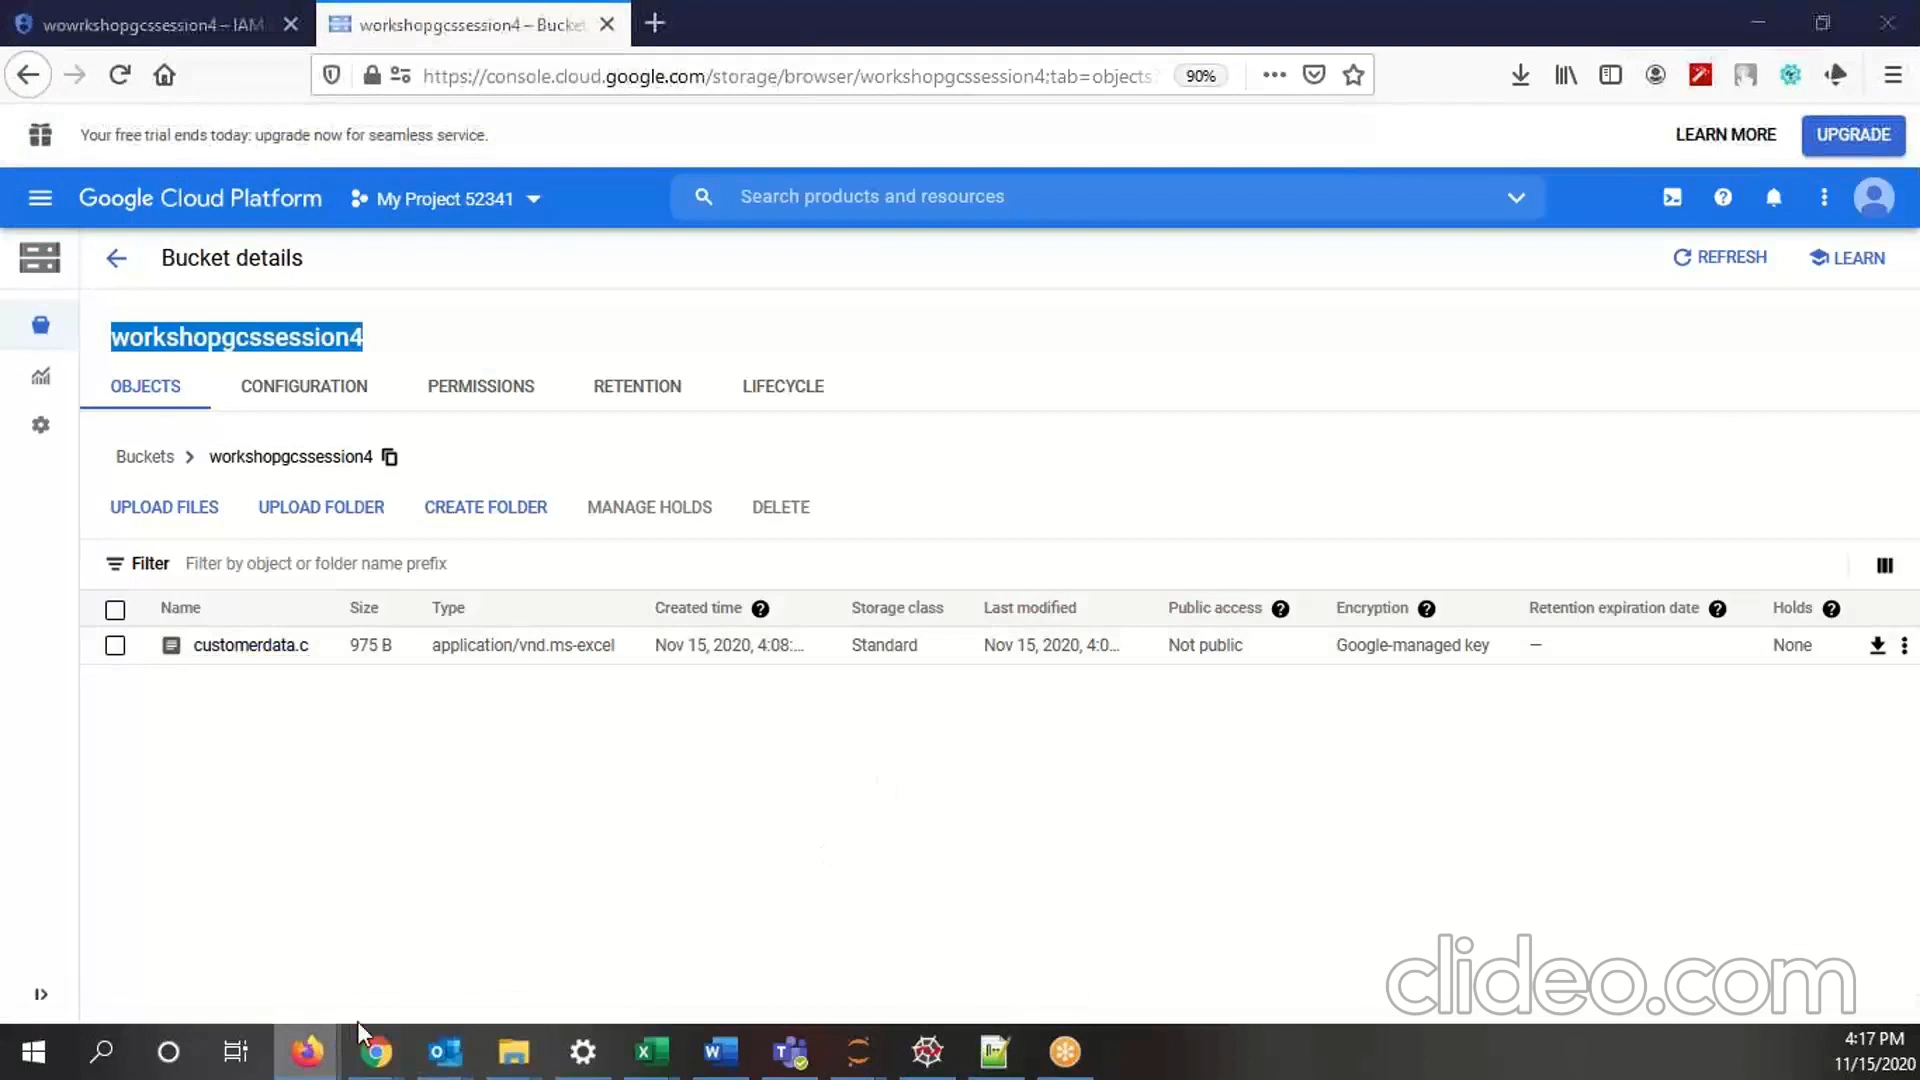 wowrkshopgcssession4 – IAM
workshopgcssession4 – Bucket
https://console.cloud.google.com/storage/browser/workshopgcssession4;tab=objects?
90%
Your free trial ends today: upgrade now for seamless service.
LEARN MORE
UPGRADE
Google Cloud Platform
My Project 52341
Search products and resources
Bucket details
REFRESH
LEARN
workshopgcssession4
OBJECTS CONFIGURATION PERMISSIONS RETENTION LIFECYCLE
Buckets > workshopgcssession4
UPLOAD FILES UPLOAD FOLDER CREATE FOLDER MANAGE HOLDS DELETE
Filter Filter by object or folder name prefix
Name Size Type Created time Storage class Last modified Public access Encryption Retention expiration date Holds
customerdata.c 975 B application/vnd.ms-excel Nov 15, 2020, 4:08:... Standard Nov 15, 2020, 4:0... Not public Google-managed key — None
clideo.com
4:17 PM
11/15/2020